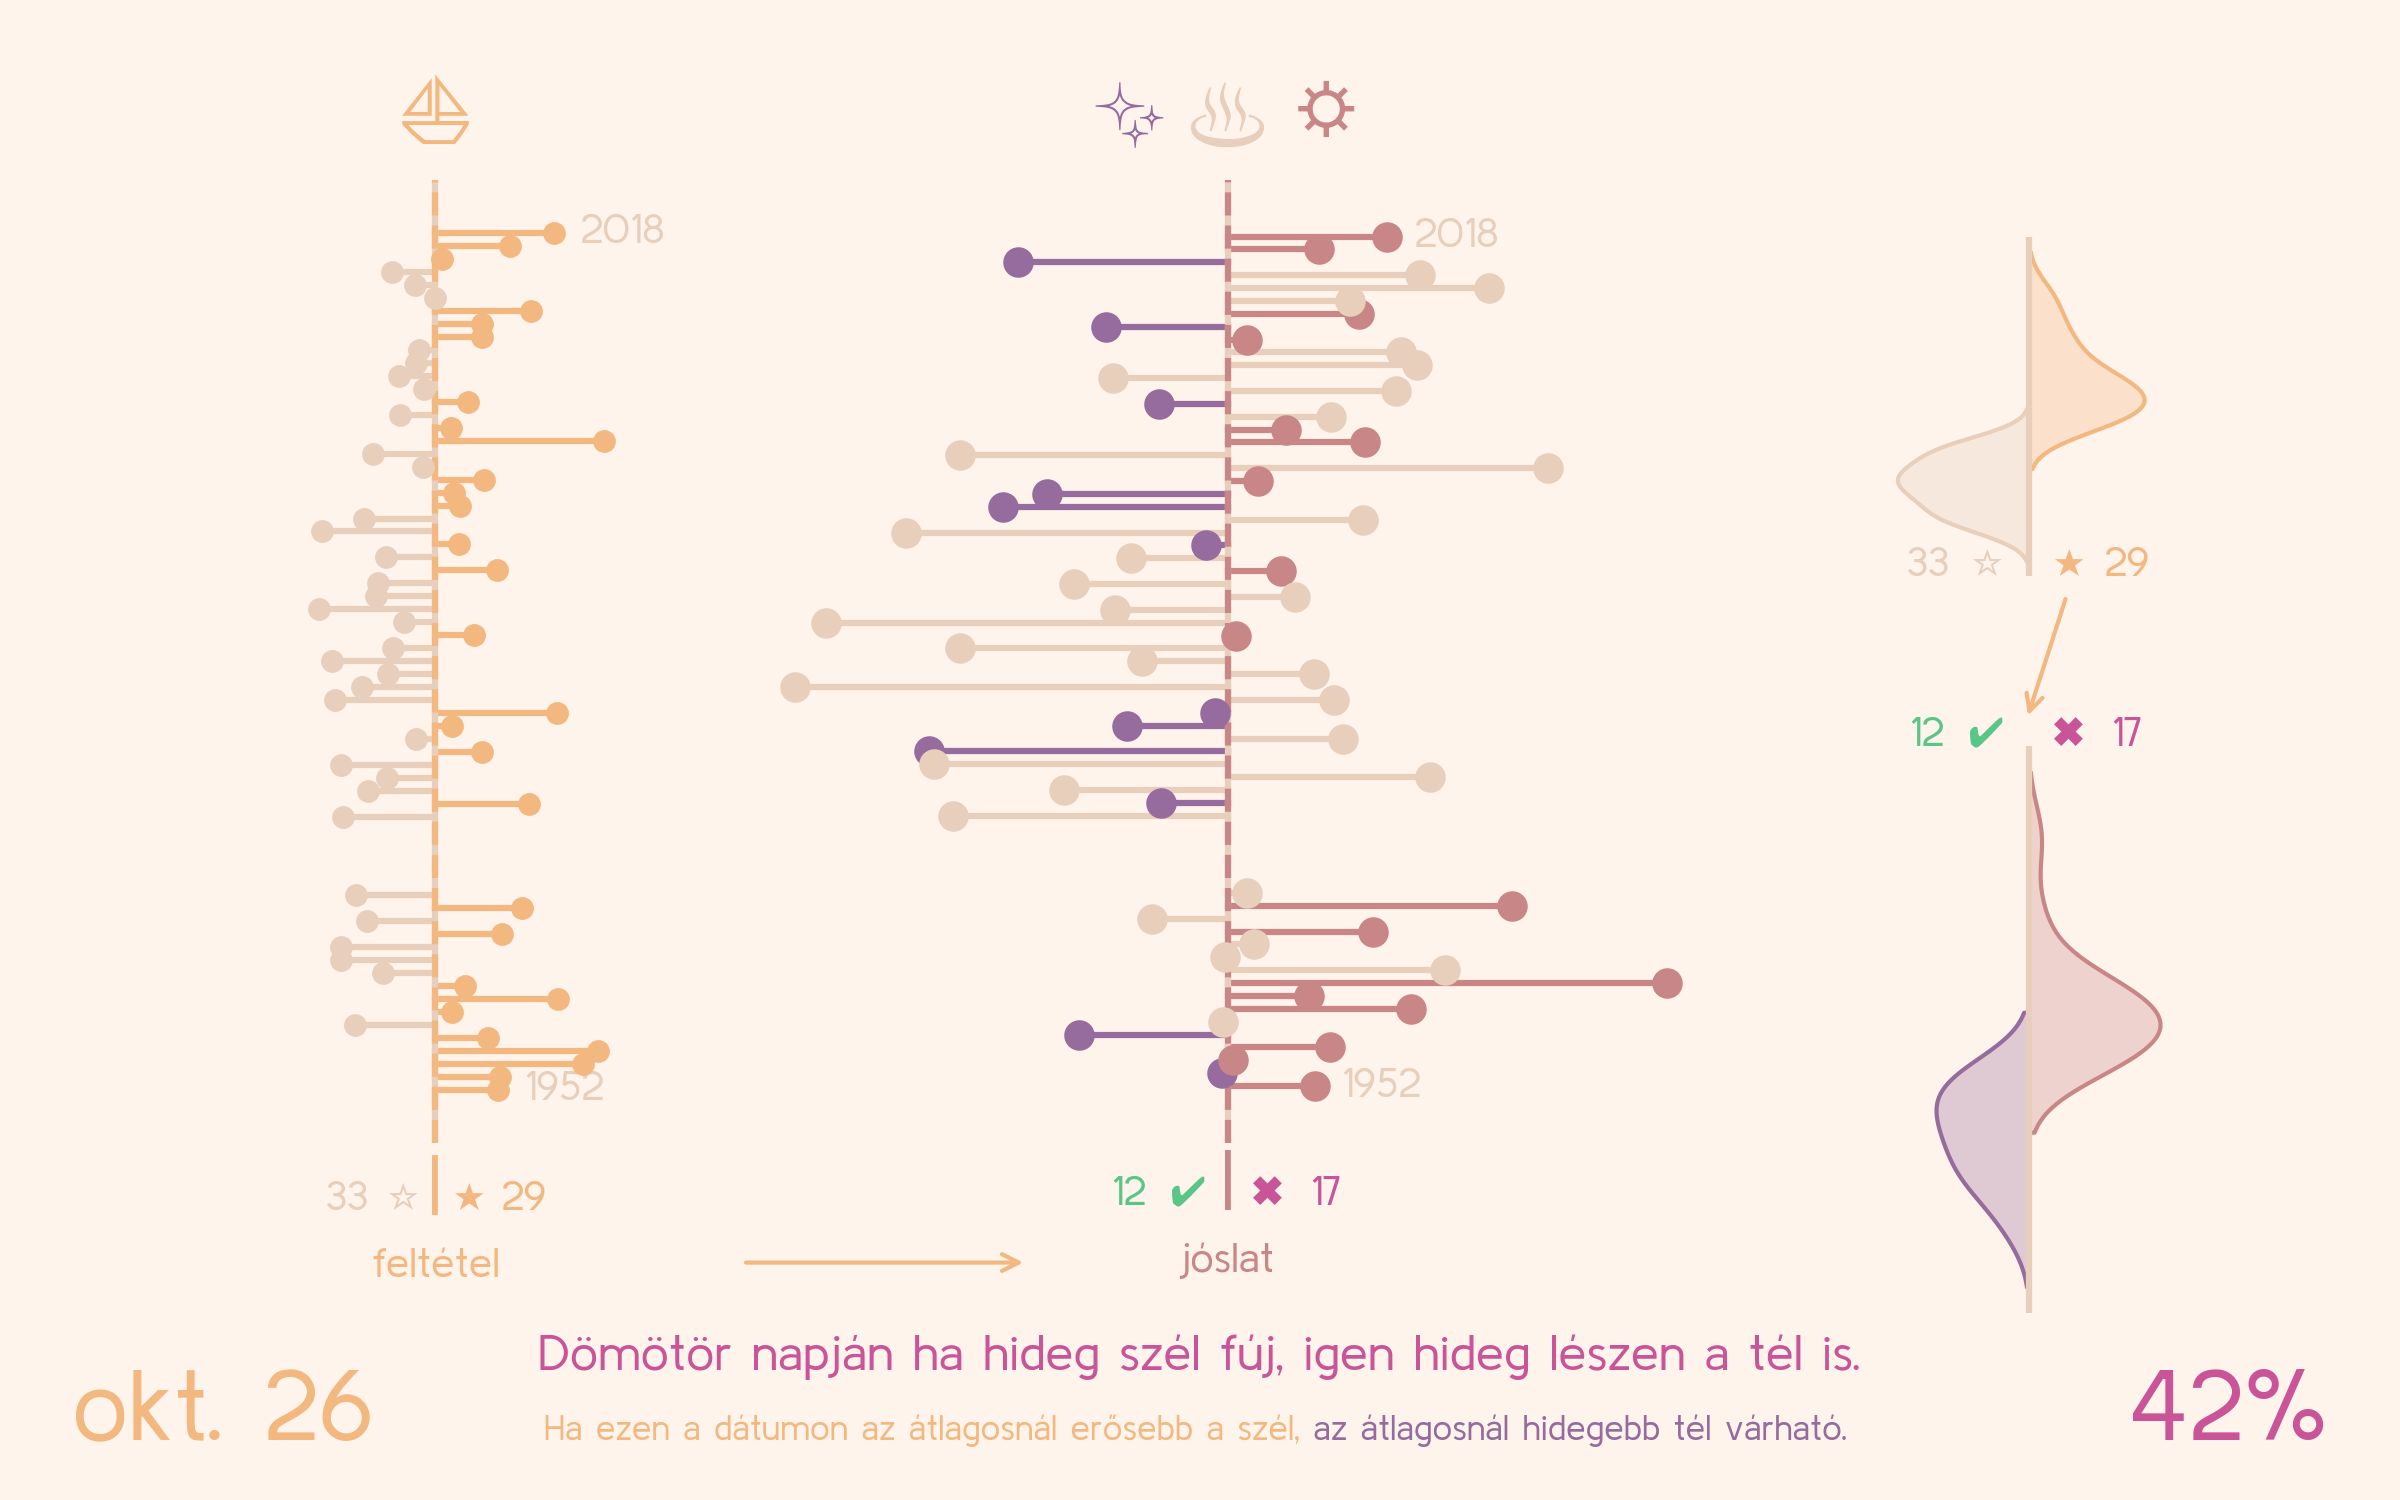 2018
2018
33 ☆ ★ 29
12 ✔ ✖ 17
1952
1952
33 ☆ ★ 29
12 ✔ ✖ 17
feltétel
jóslat
Dömötör napján ha hideg szél fúj, igen hideg lészen a tél is.
okt. 26
42%
Ha ezen a dátumon az átlagosnál erősebb a szél, az átlagosnál hidegebb tél várható.